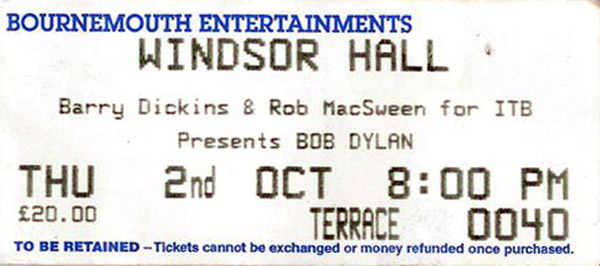 BOURNEMOUTH ENTERTAINMENTS
WINDSOR HALL
Barry Dickins & Rob MacSween for ITB
Presents BOB DYLAN
THU 2nd OCT 8:00 PM
£20.00 TERRACE 0040
TO BE RETAINED – Tickets cannot be exchanged or money refunded once purchased.